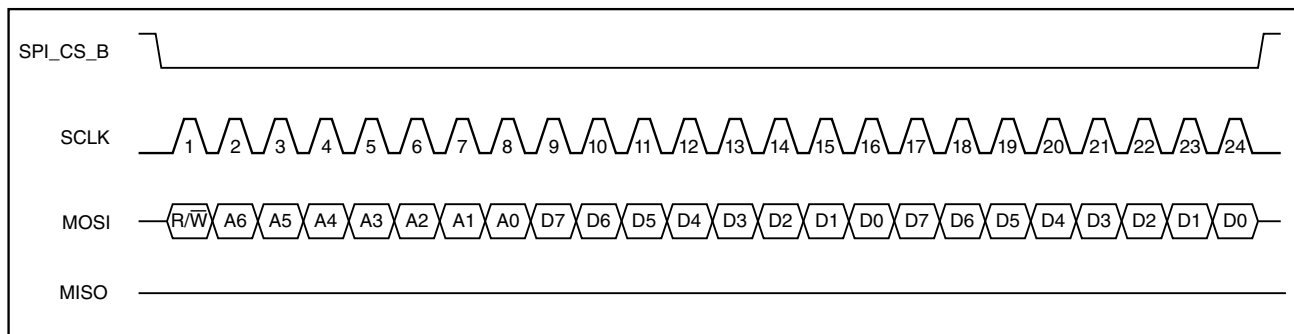 SPI_CS_B
SCLK 1 2 3 4 5 6 7 8 9 10 11 12 13 14 15 16 17 18 19 20 21 22 23 24
MOSI R/W̅ A6 A5 A4 A3 A2 A1 A0 D7 D6 D5 D4 D3 D2 D1 D0 D7 D6 D5 D4 D3 D2 D1 D0
MISO